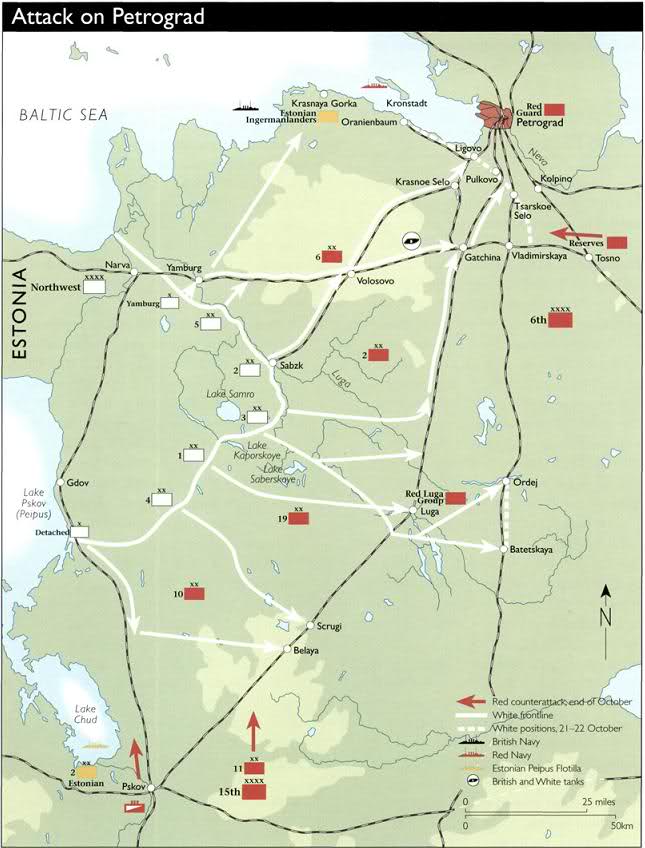 Attack on Petrograd
BALTIC SEA
Krasnaya Gorka
Estonian
Ingermanlanders
Kronstadt
Oranienbaum
Red
Guard
Petrograd
Ligovo
Neva
Krasnoe Selo
Pulkovo
Kolpino
Tsarskoe
Selo
Reserves
xx
6
Narva
Yamburg
Gatchina
Vladimirskaya
Tosno
xxxx
Northwest
x
Yamburg
Volosovo
ESTONIA
xx
5
xxxx
6th
xx
2
xx
2
Sabzk
Luga
Lake Samro
xx
3
xx
1
Lake
Kaporskoye
Lake
Saberskoye
Gdov
Lake
Pskov
(Peipus)
xx
4
Red Luga
Group
Luga
Ordej
x
Detached
xx
19
Batetskaya
xx
10
N
Scrugi
Belaya
Lake
Chud
xx
2
Estonian
Pskov
xx
11
xxxx
15th
Red counterattack, end of October
White frontline
White positions, 21–22 October
British Navy
Red Navy
Estonian Peipus Flotilla
British and White tanks
0 25 miles
0 50km